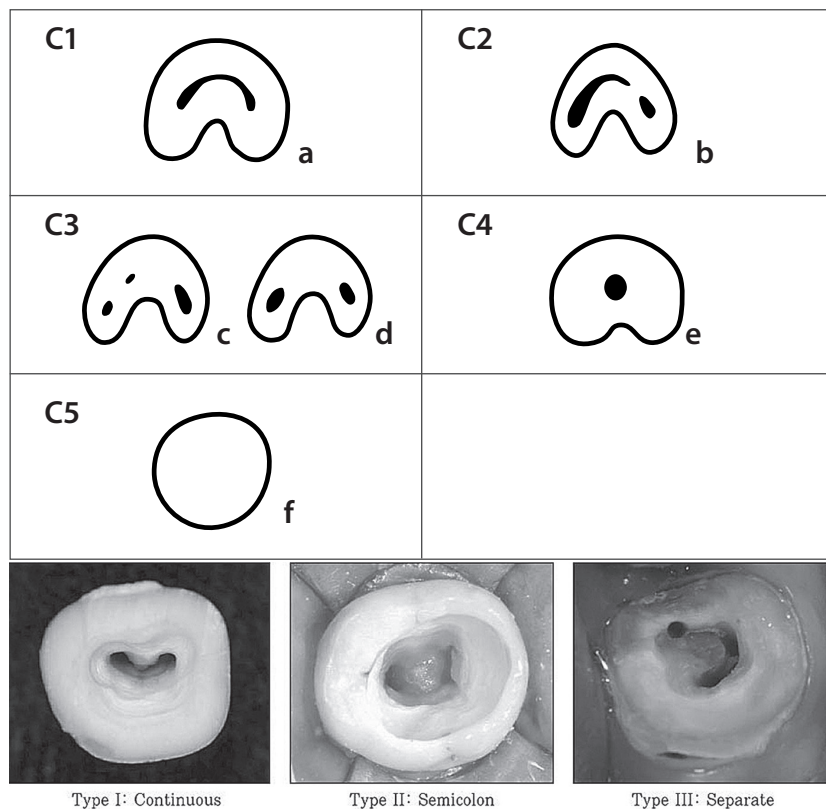 C1
a
C2
b
C3
c
d
C4
e
C5
f
Type I: Continuous
Type II: Semicolon
Type III: Separate